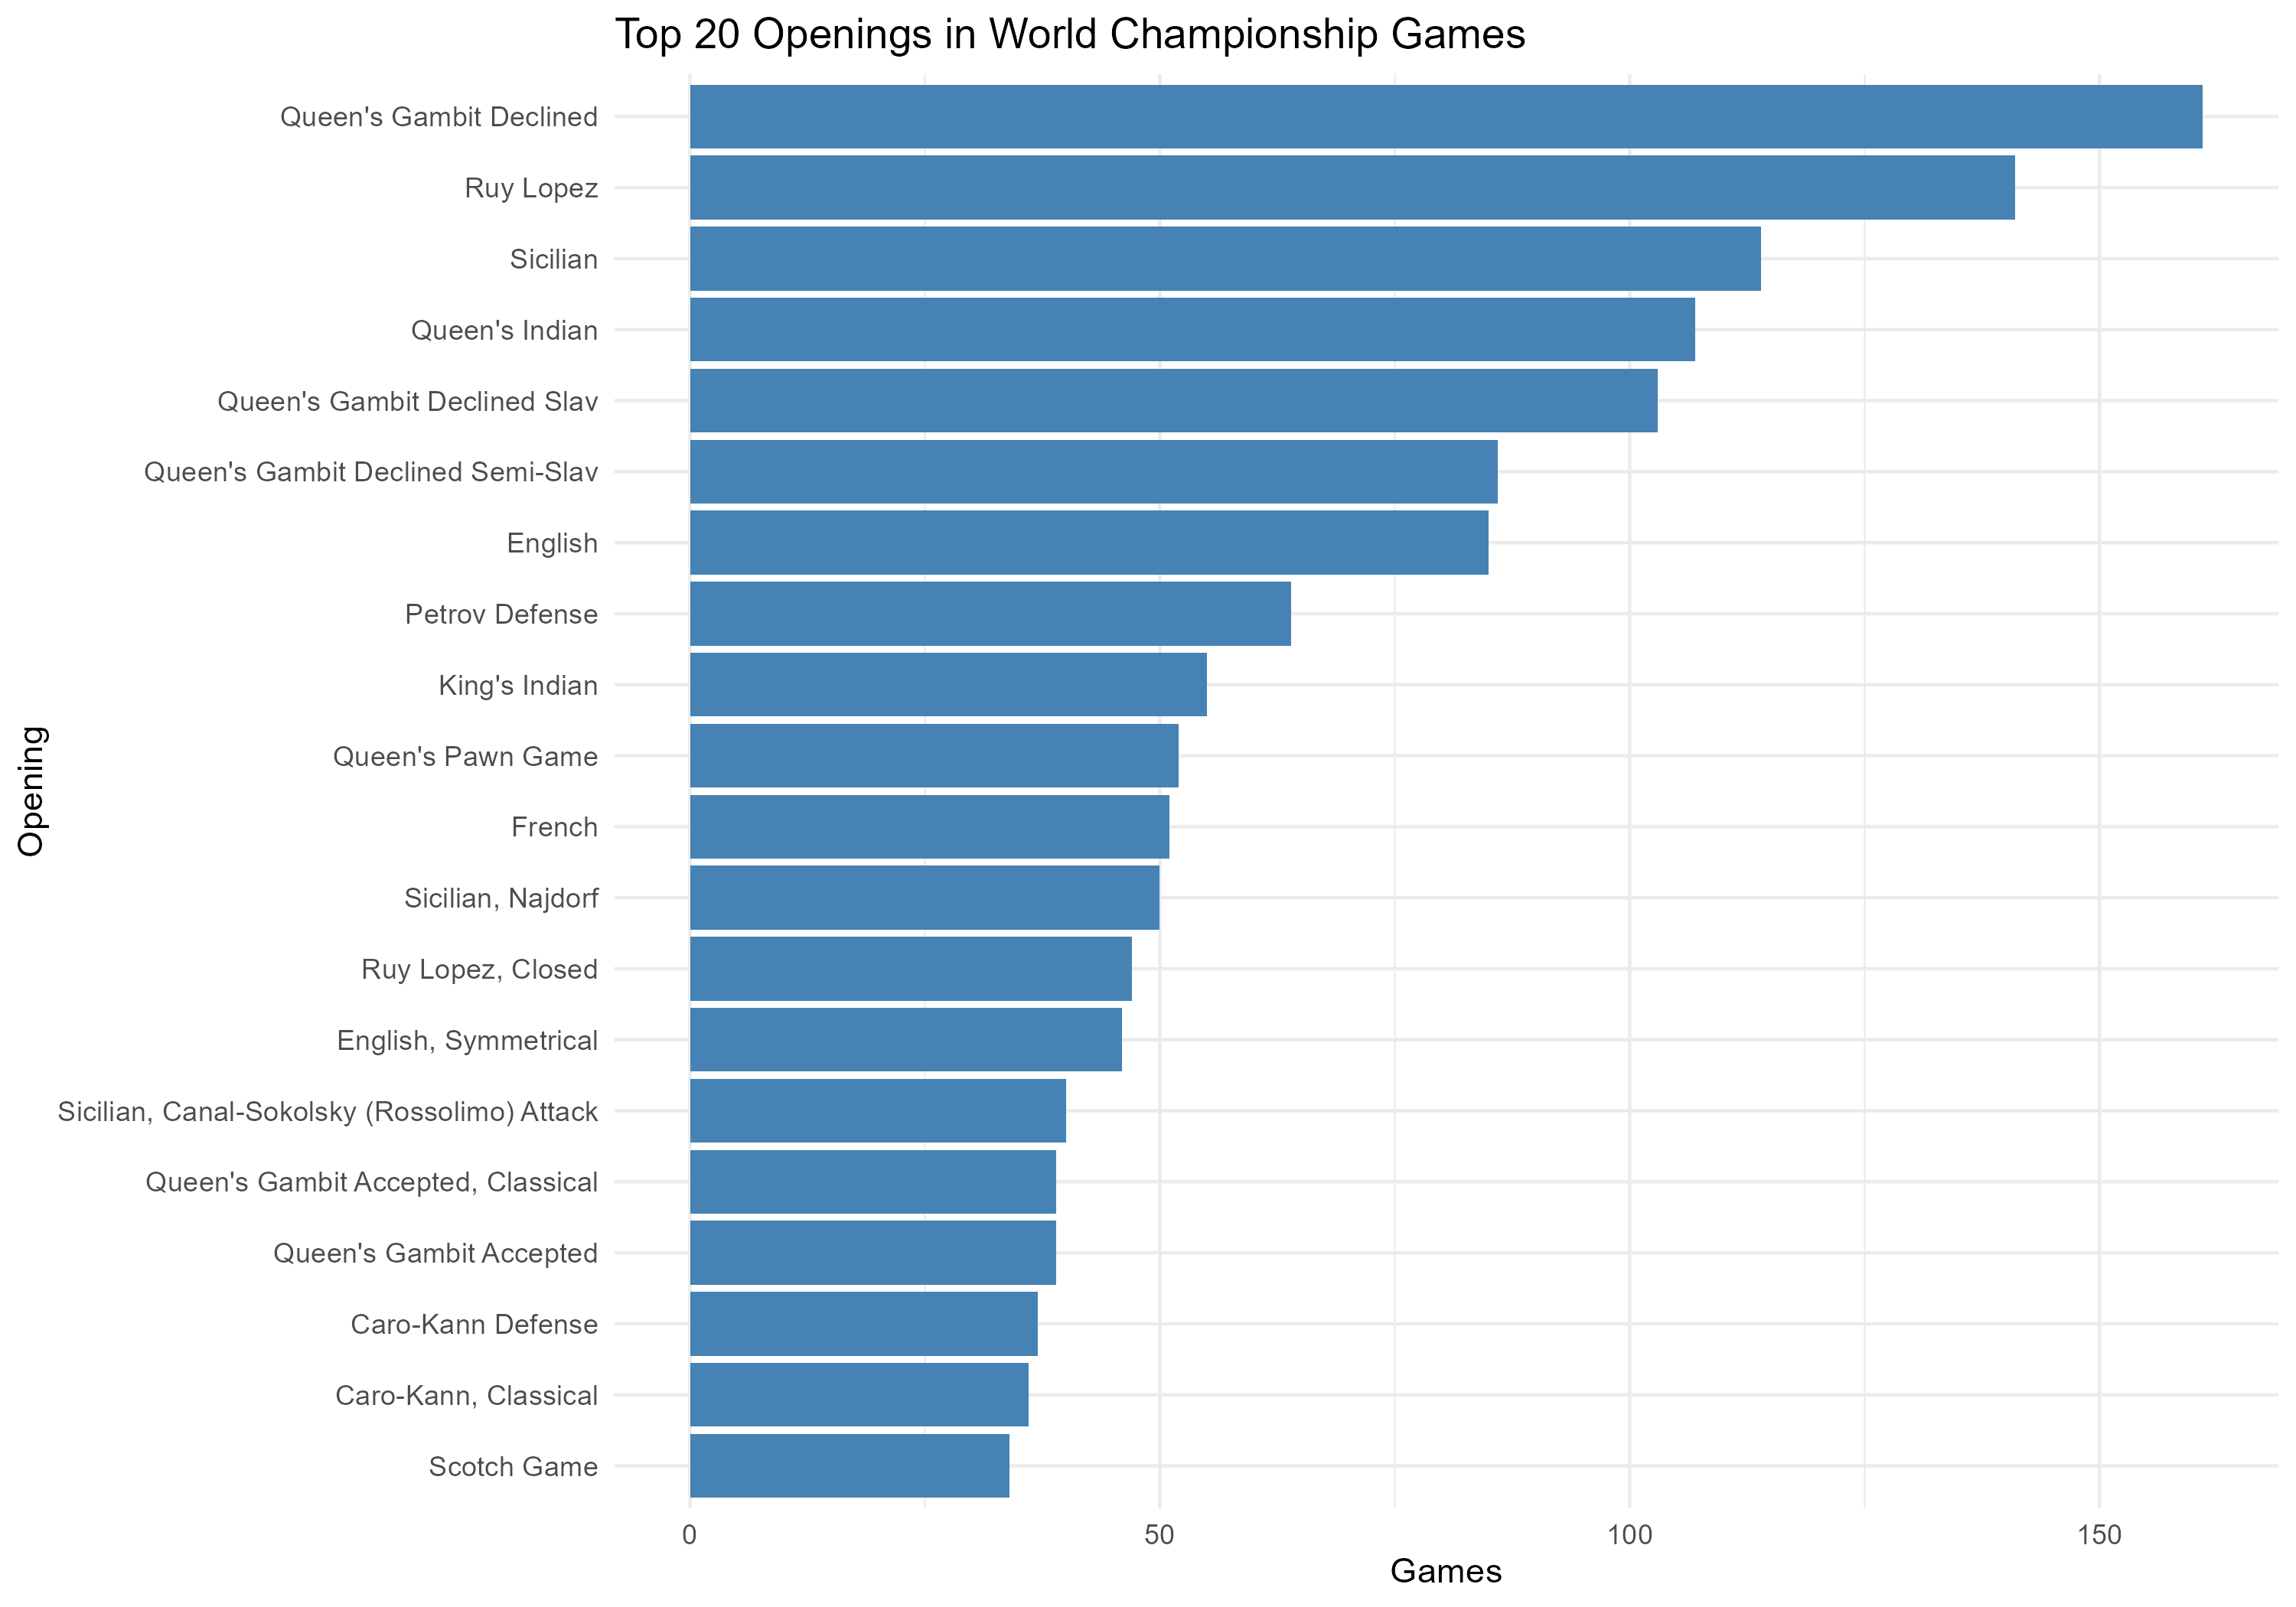 Top 20 Openings in World Championship Games
Queen's Gambit Declined
Ruy Lopez
Sicilian
Queen's Indian
Queen's Gambit Declined Slav
Queen's Gambit Declined Semi-Slav
English
Petrov Defense
King's Indian
Queen's Pawn Game
French
Sicilian, Najdorf
Ruy Lopez, Closed
English, Symmetrical
Sicilian, Canal-Sokolsky (Rossolimo) Attack
Queen's Gambit Accepted, Classical
Queen's Gambit Accepted
Caro-Kann Defense
Caro-Kann, Classical
Scotch Game
Opening
0 50 100 150
Games